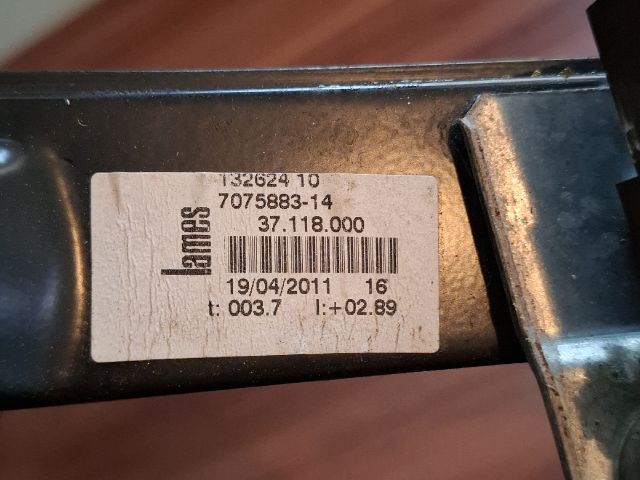 132624 10
7075883-14
37.118.000
lames
19/04/2011 16
t: 003.7 l:+02.89